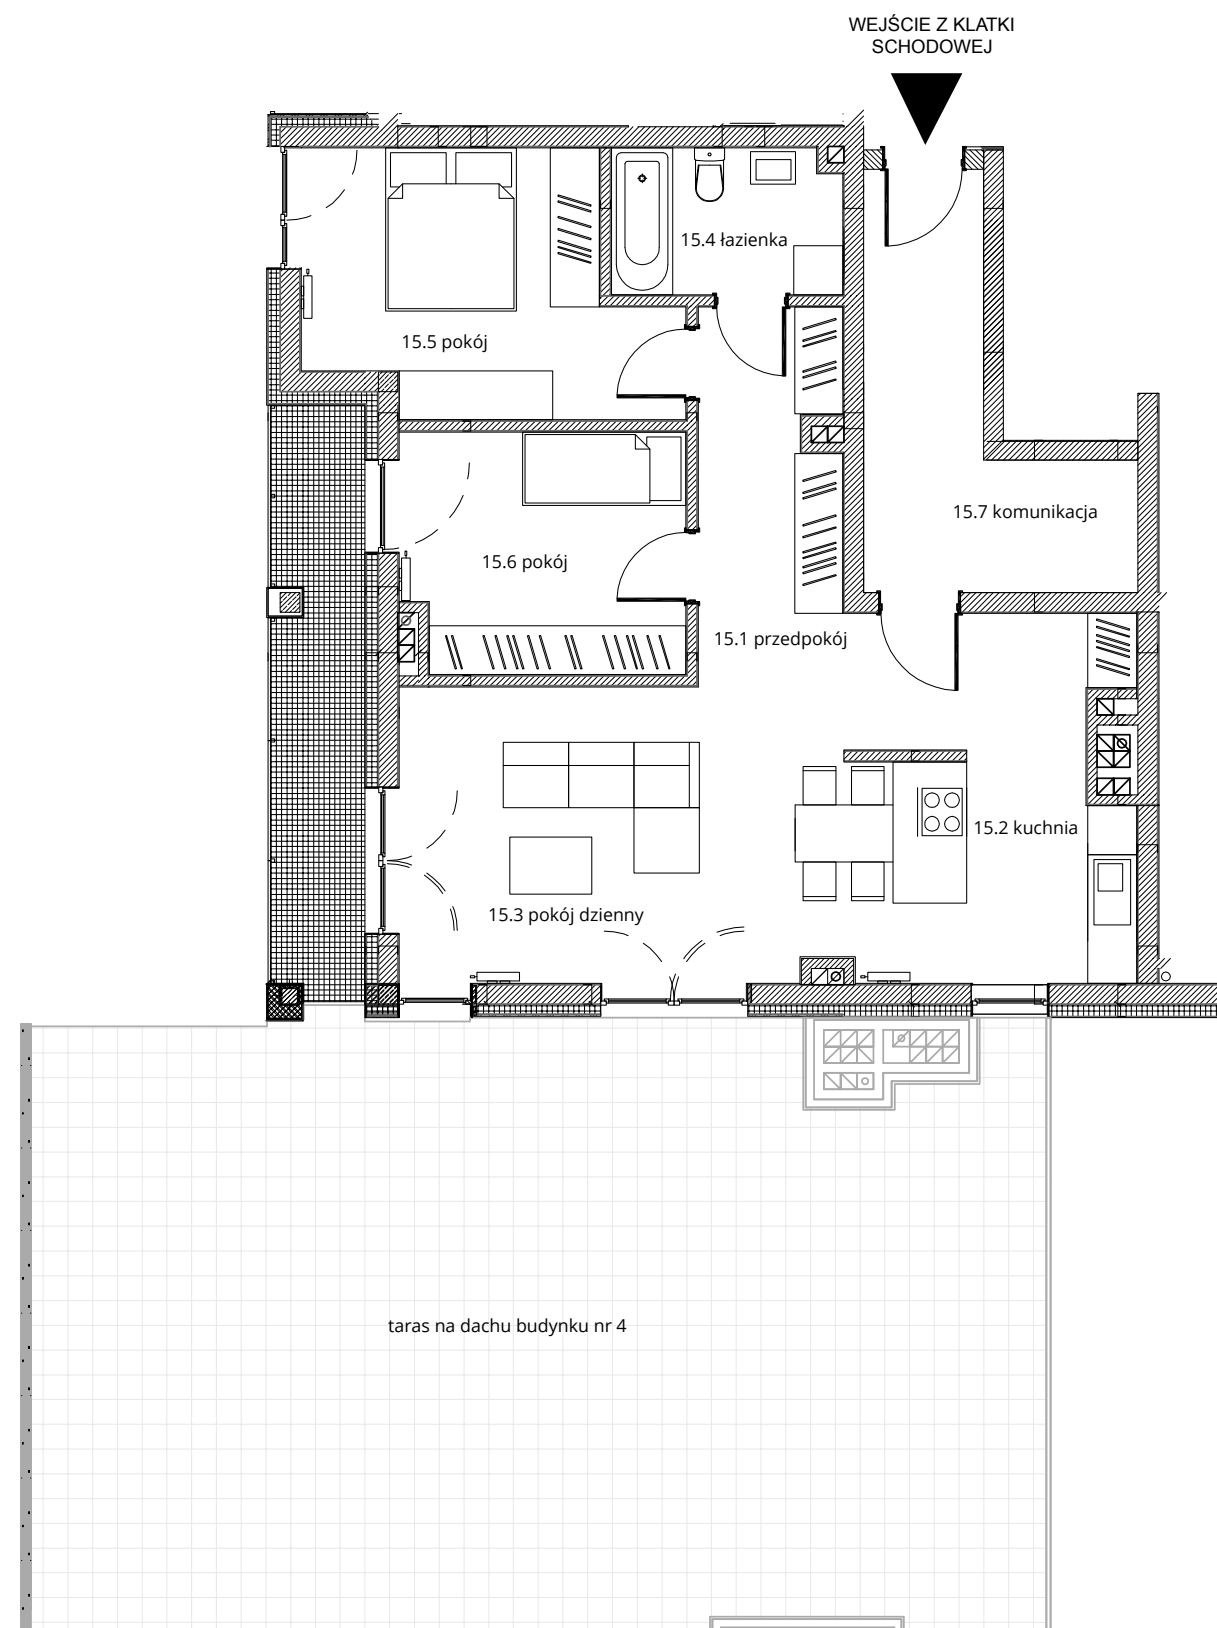 WEJŚCIE Z KLATKI
SCHODOWEJ
15.4 łazienka
15.5 pokój
15.7 komunikacja
15.6 pokój
15.1 przedpokój
15.2 kuchnia
15.3 pokój dzienny
taras na dachu budynku nr 4